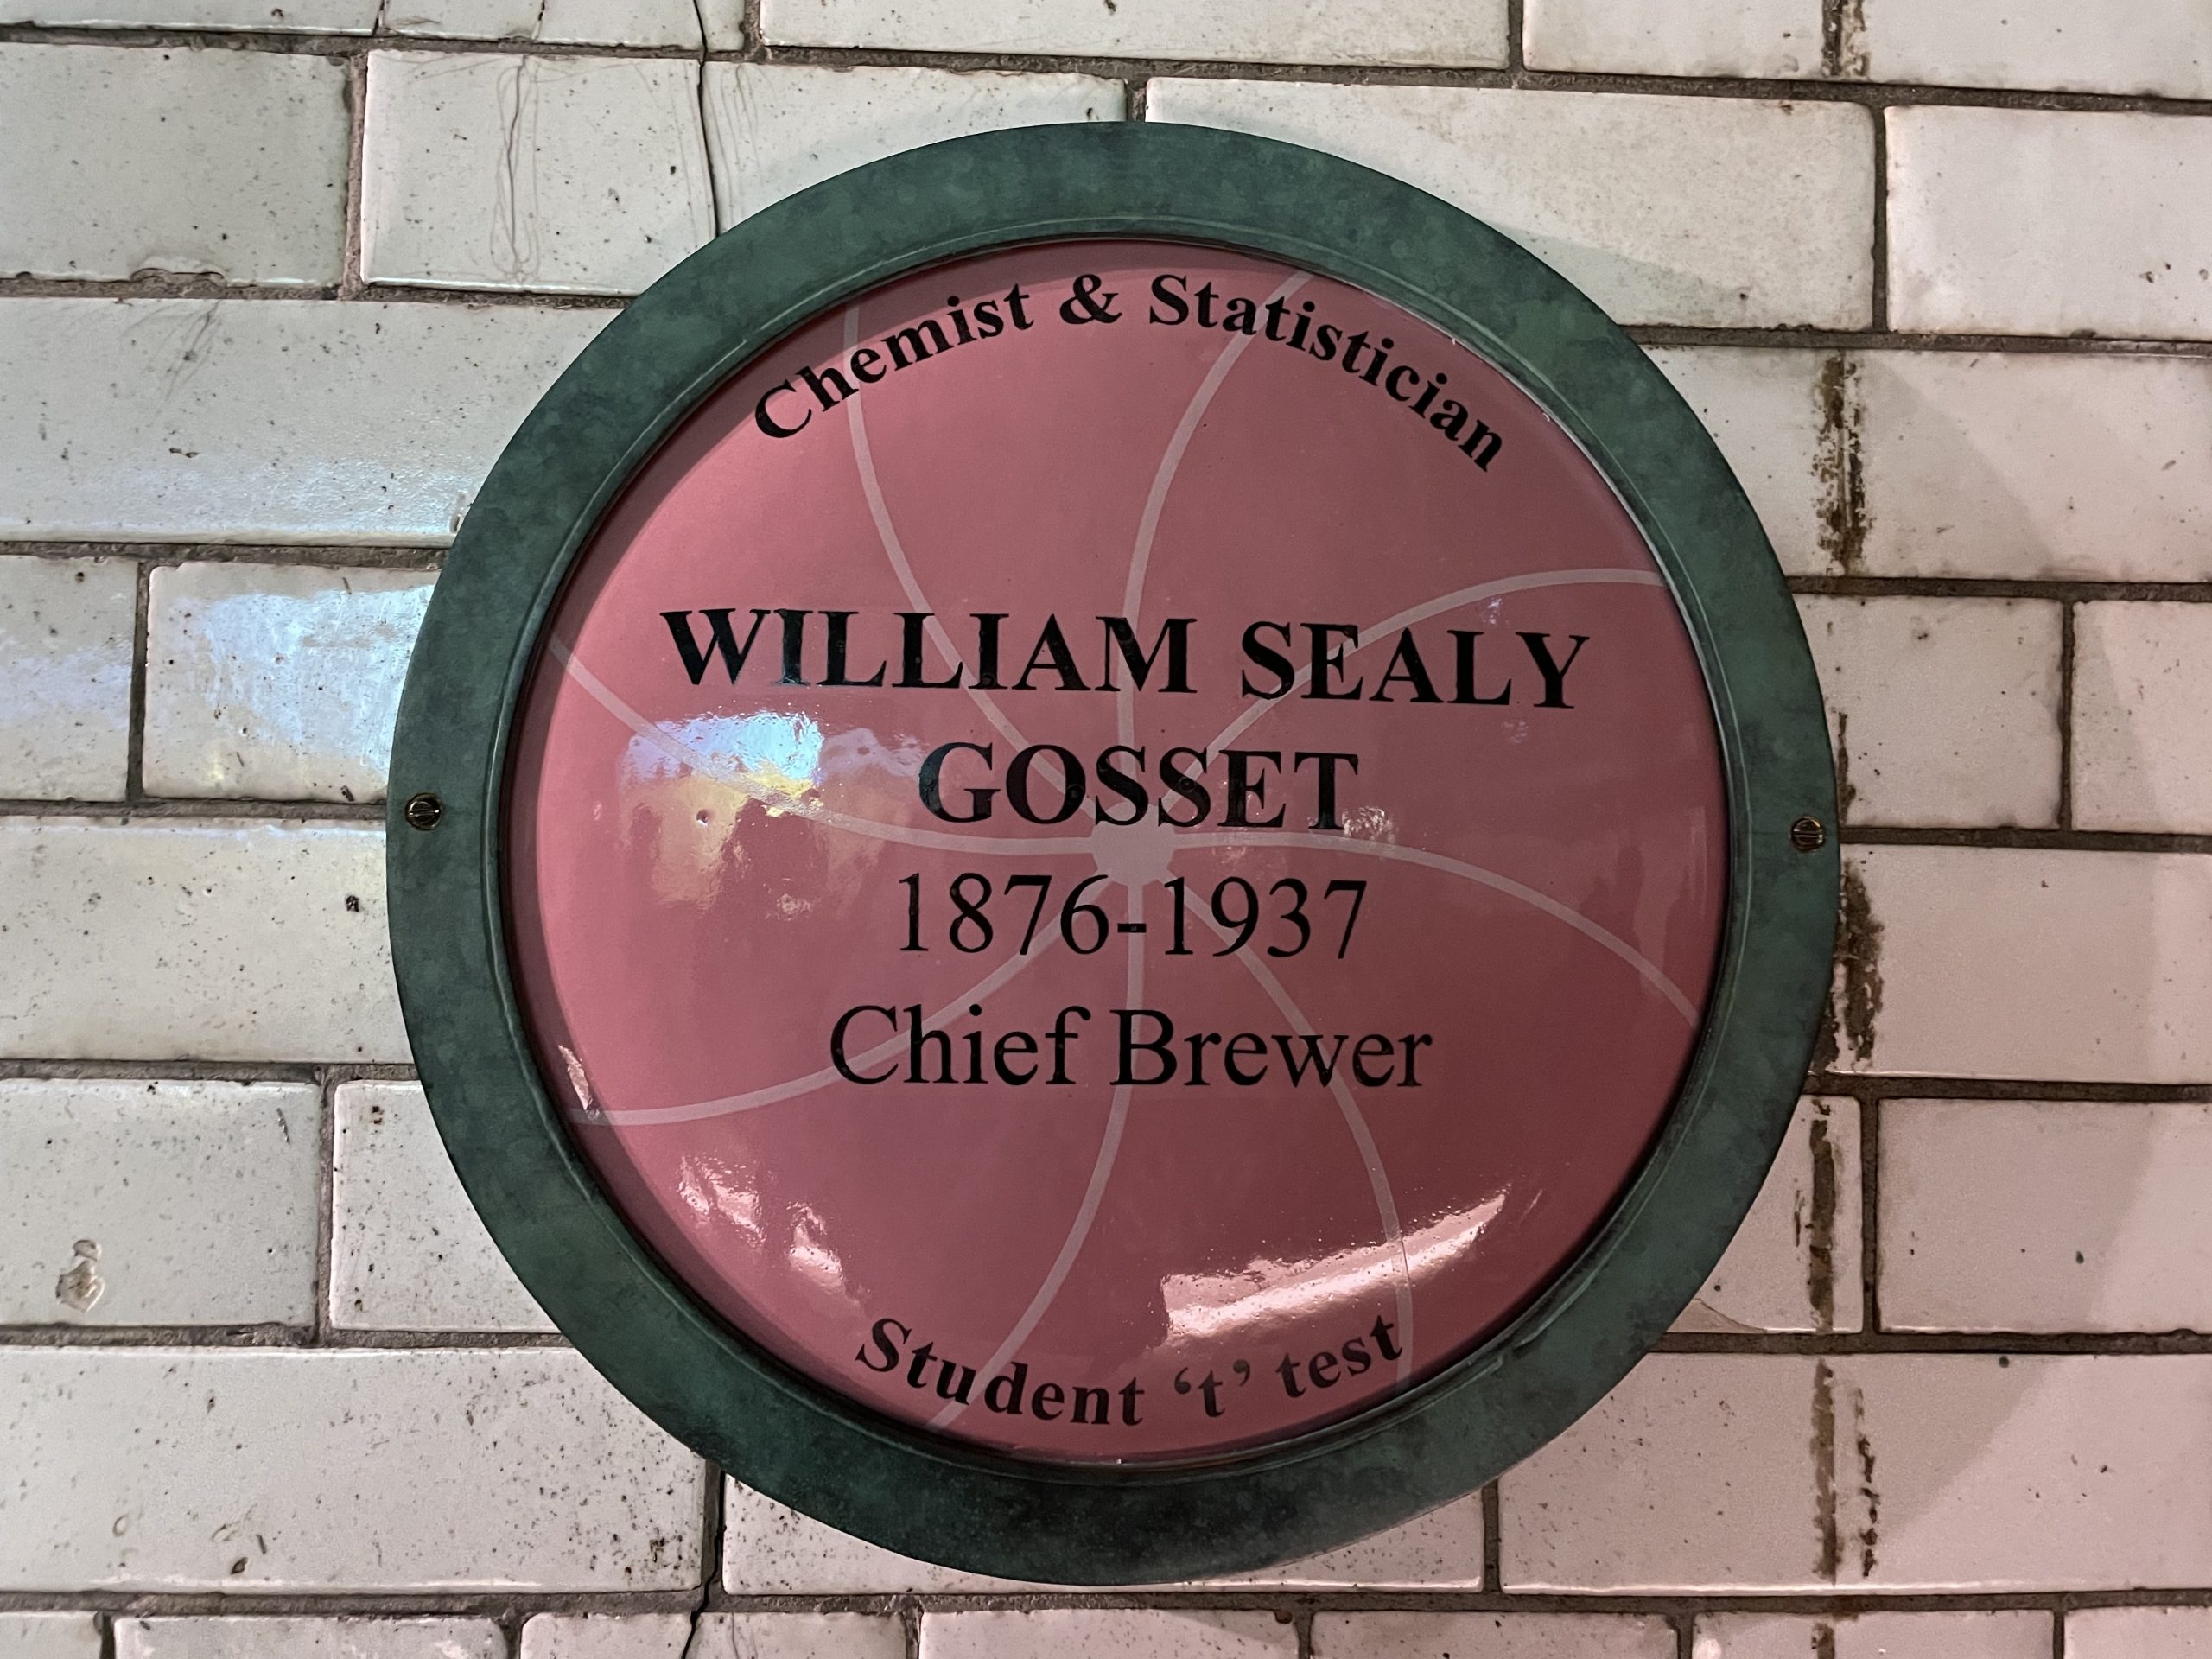 Chemist & Statistician
WILLIAM SEALY
GOSSET
1876-1937
Chief Brewer
Student ‘t’ test